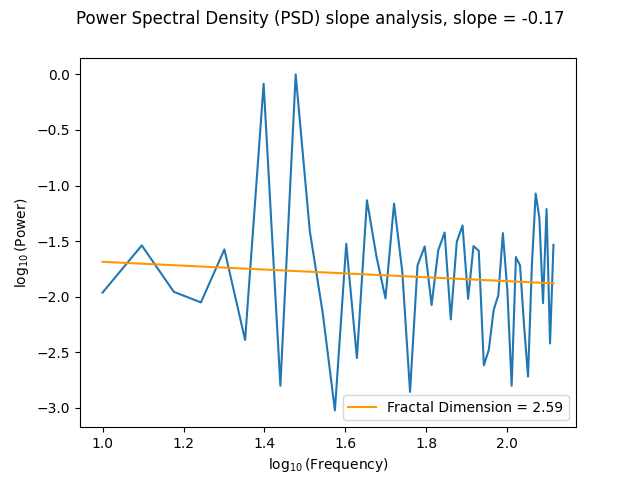 Power Spectral Density (PSD) slope analysis, slope = -0.17
log₁₀(Power)
0.0
−0.5
−1.0
−1.5
−2.0
−2.5
−3.0
Fractal Dimension = 2.59
1.0 1.2 1.4 1.6 1.8 2.0
log₁₀(Frequency)